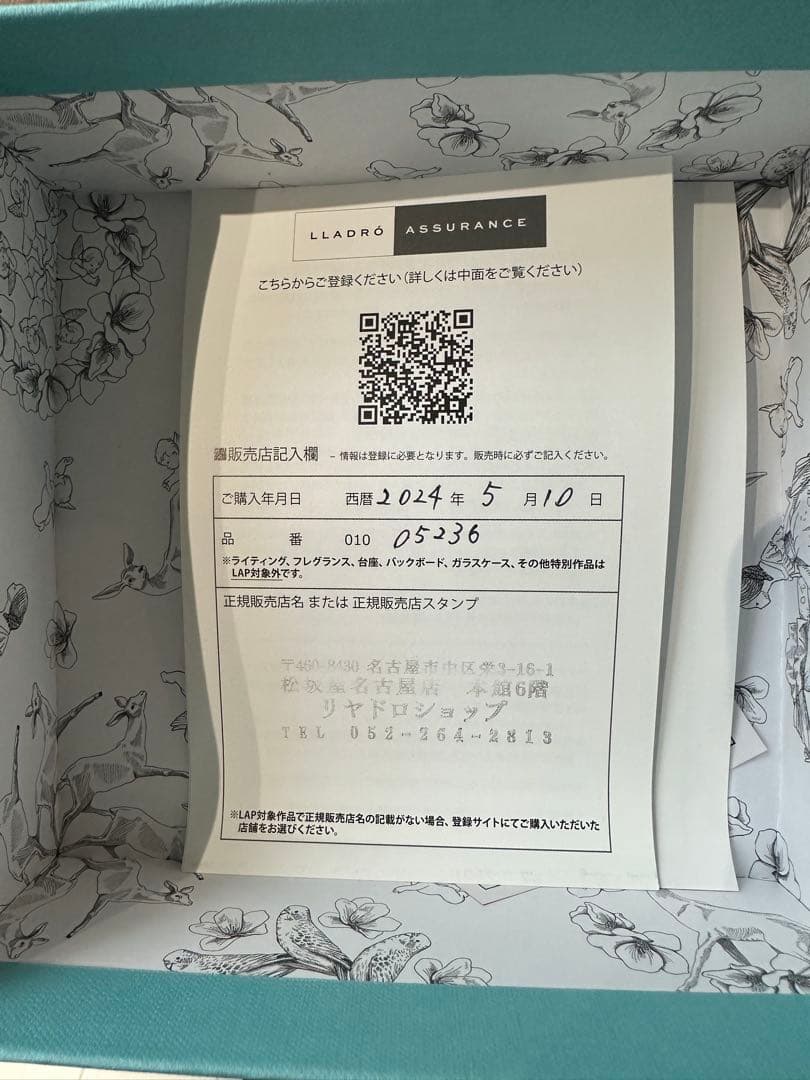 LLADRÓ ASSURANCE
こちらからご登録ください（詳しくは中面をご覧ください）
販売店記入欄 – 情報は登録に必要となります。販売時に必ずご記入ください。
ご購入年月日 西暦 2024 年 5 月 10 日
品 番 010 05236
※ライティング、フレグランス、台座、バックボード、ガラスケース、その他特別作品は
LAP対象外です。
正規販売店名 または 正規販売店スタンプ
〒460-8430 名古屋市中区栄3-16-1
松坂屋名古屋店 本館6階
リヤドロショップ
TEL 052-264-2813
※LAP対象作品で正規販売店名の記載がない場合、登録サイトにてご購入いただいた
店舗をお選びください。